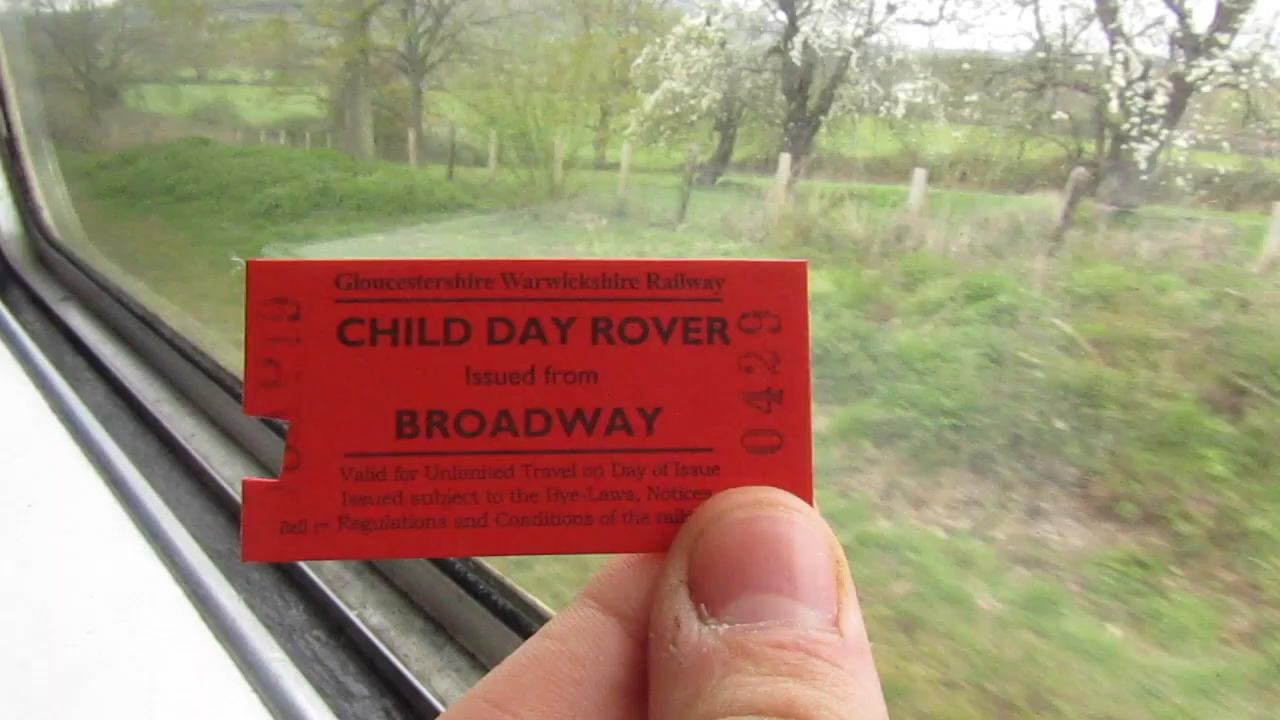 Gloucestershire Warwickshire Railway
CHILD DAY ROVER
Issued from
BROADWAY
Valid for Unlimited Travel on Day of Issue
Issued subject to the Bye-Laws, Notices
Regulations and Conditions of the
0429